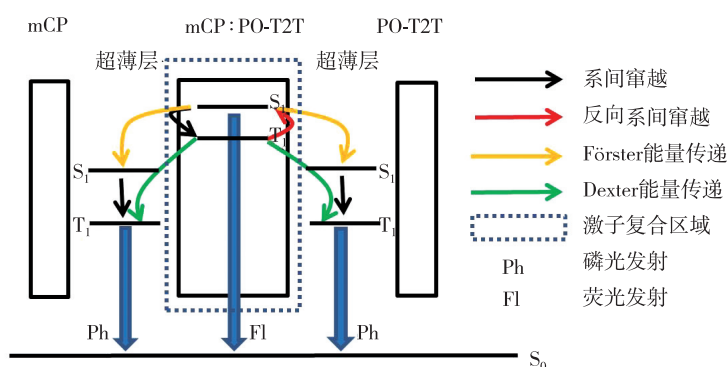 mCP
mCP:PO-T2T
PO-T2T
超薄层
超薄层
S1
T1
S1
T1
S1
T1
S1
T1
Ph
Fl
Ph
S0
系间窜越
反向系间窜越
Förster能量传递
Dexter能量传递
激子复合区域
Ph 磷光发射
Fl 荧光发射